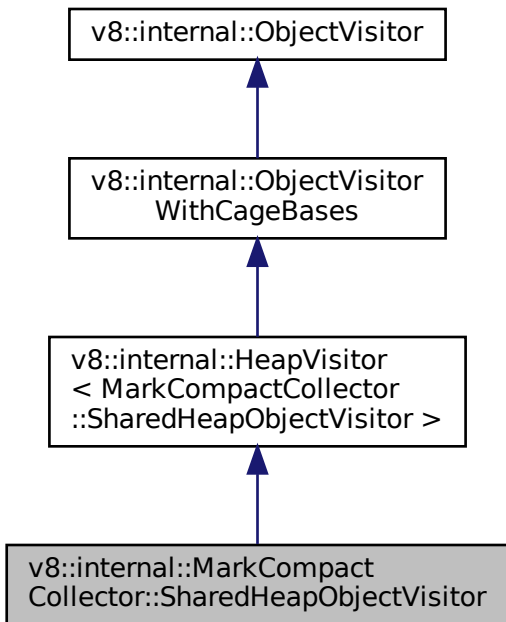 v8::internal::ObjectVisitor
v8::internal::ObjectVisitor
WithCageBases
v8::internal::HeapVisitor
< MarkCompactCollector
::SharedHeapObjectVisitor >
v8::internal::MarkCompact
Collector::SharedHeapObjectVisitor